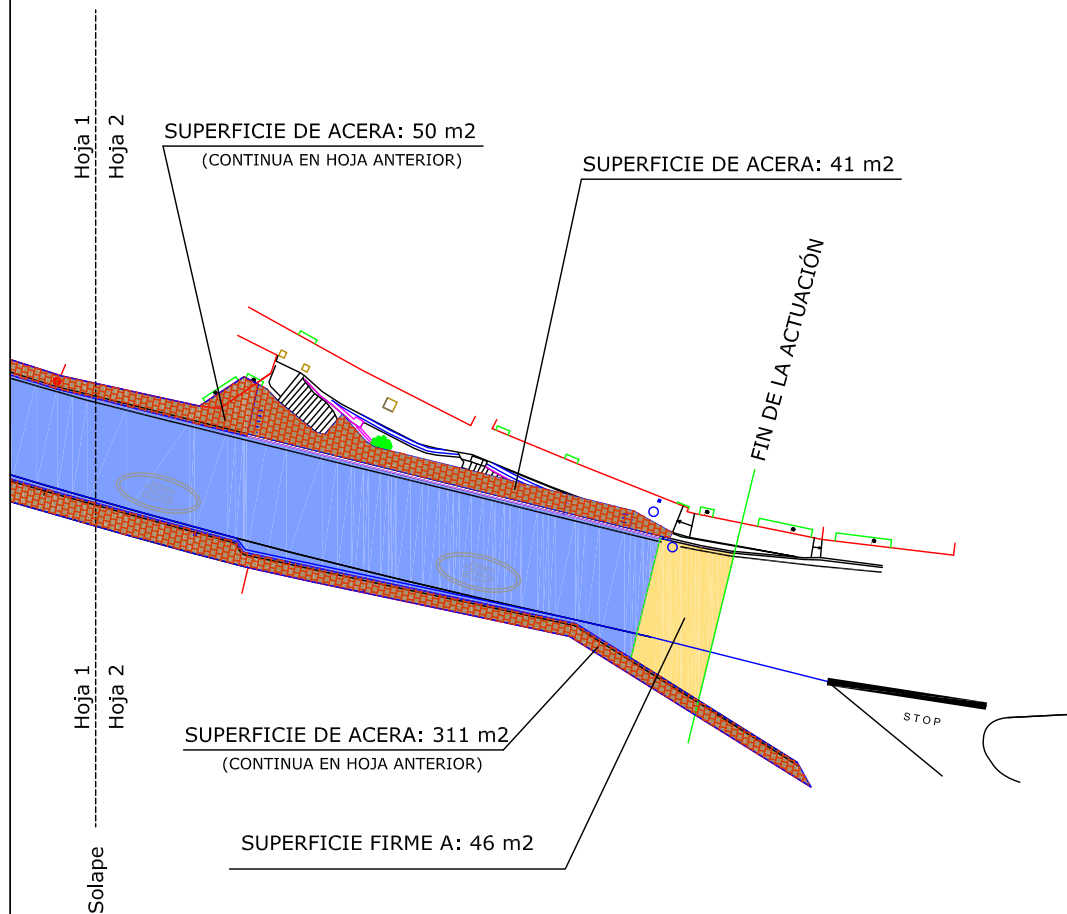 Hoja 1
Hoja 2
SUPERFICIE DE ACERA: 50 m2
(CONTINUA EN HOJA ANTERIOR)
SUPERFICIE DE ACERA: 41 m2
FIN DE LA ACTUACIÓN
Hoja 1
Hoja 2
STOP
SUPERFICIE DE ACERA: 311 m2
(CONTINUA EN HOJA ANTERIOR)
SUPERFICIE FIRME A: 46 m2
Solape